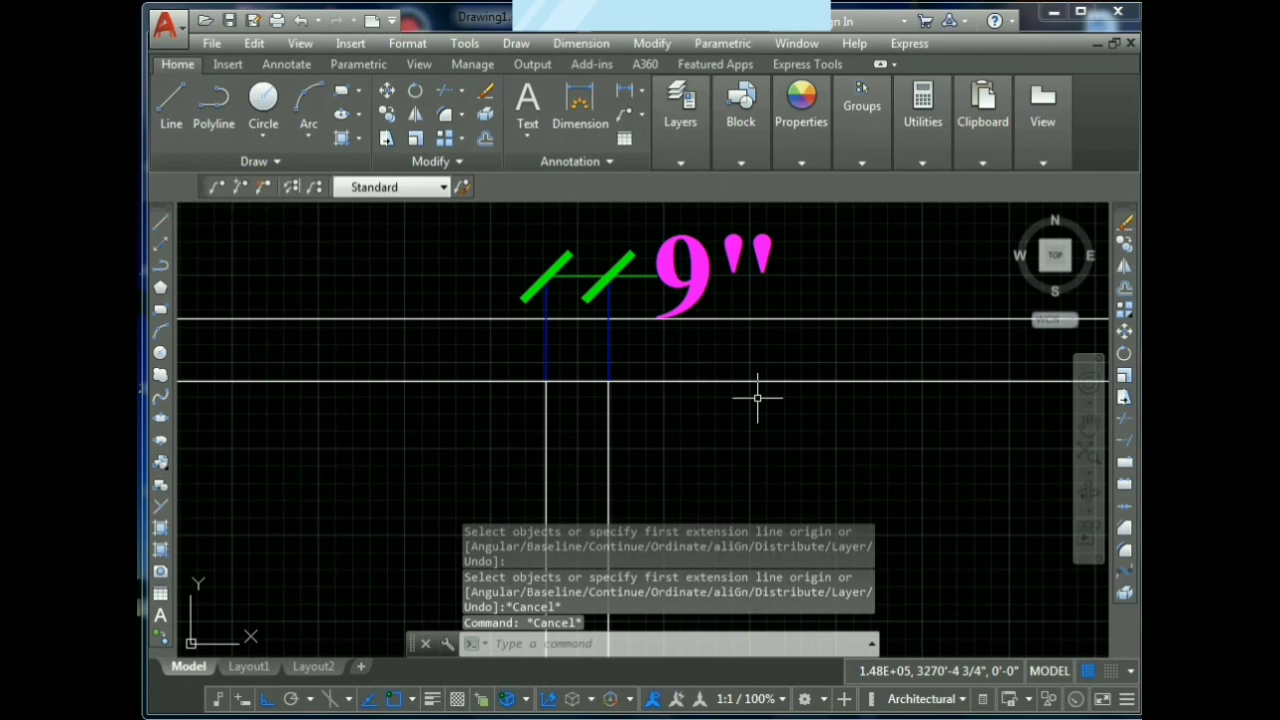 Drawing1.
In
File Edit View Insert Format Tools Draw Dimension Modify Parametric Window Help Express
Home Insert Annotate Parametric View Manage Output Add-ins A360 Featured Apps Express Tools
Line Polyline Circle Arc Text Dimension Layers Block Properties Groups Utilities Clipboard View
Draw Modify Annotation
Standard
9"
N
W TOP E
S
WCS
Select objects or specify first extension line origin or
[Angular/Baseline/Continue/Ordinate/aliGn/Distribute/Layer/
Undo]:
Select objects or specify first extension line origin or
[Angular/Baseline/Continue/Ordinate/aliGn/Distribute/Layer/
Undo]:*Cancel*
Command: *Cancel*
Type a command
Y
X
Model Layout1 Layout2 +
1.48E+05, 3270'-4 3/4", 0'-0" MODEL
1:1 / 100% Architectural